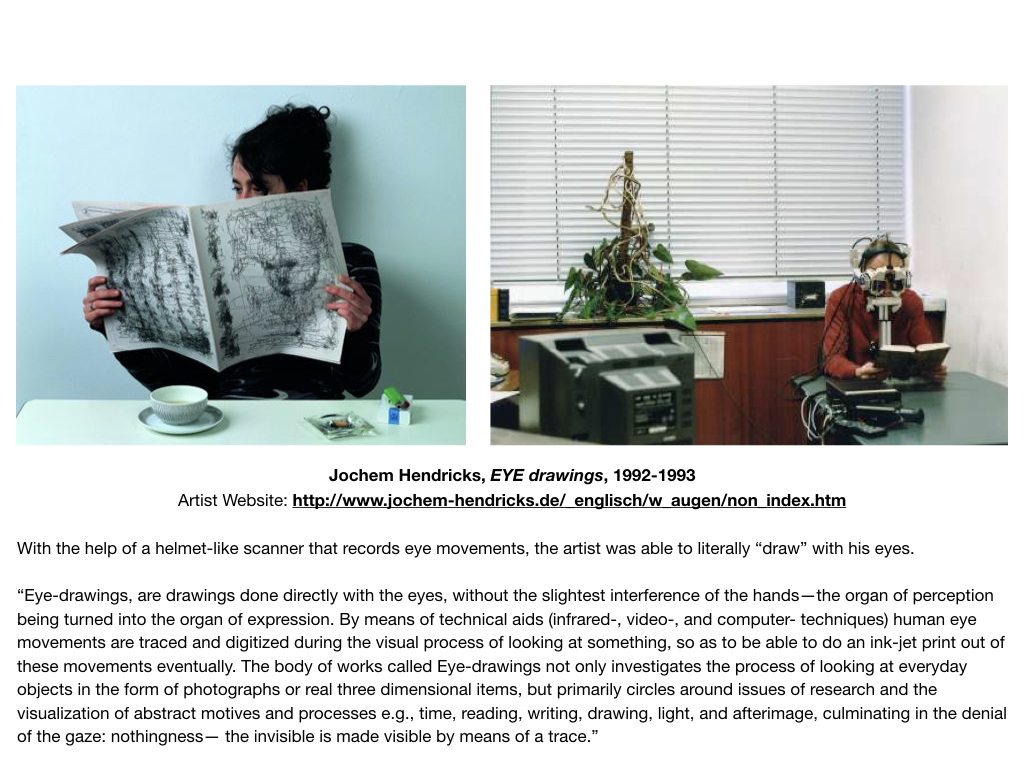 Jochem Hendricks, EYE drawings, 1992-1993
Artist Website: http://www.jochem-hendricks.de/_englisch/w_augen/non_index.htm
With the help of a helmet-like scanner that records eye movements, the artist was able to literally “draw” with his eyes.
“Eye-drawings, are drawings done directly with the eyes, without the slightest interference of the hands—the organ of perception
being turned into the organ of expression. By means of technical aids (infrared-, video-, and computer- techniques) human eye
movements are traced and digitized during the visual process of looking at something, so as to be able to do an ink-jet print out of
these movements eventually. The body of works called Eye-drawings not only investigates the process of looking at everyday
objects in the form of photographs or real three dimensional items, but primarily circles around issues of research and the
visualization of abstract motives and processes e.g., time, reading, writing, drawing, light, and afterimage, culminating in the denial
of the gaze: nothingness— the invisible is made visible by means of a trace.”